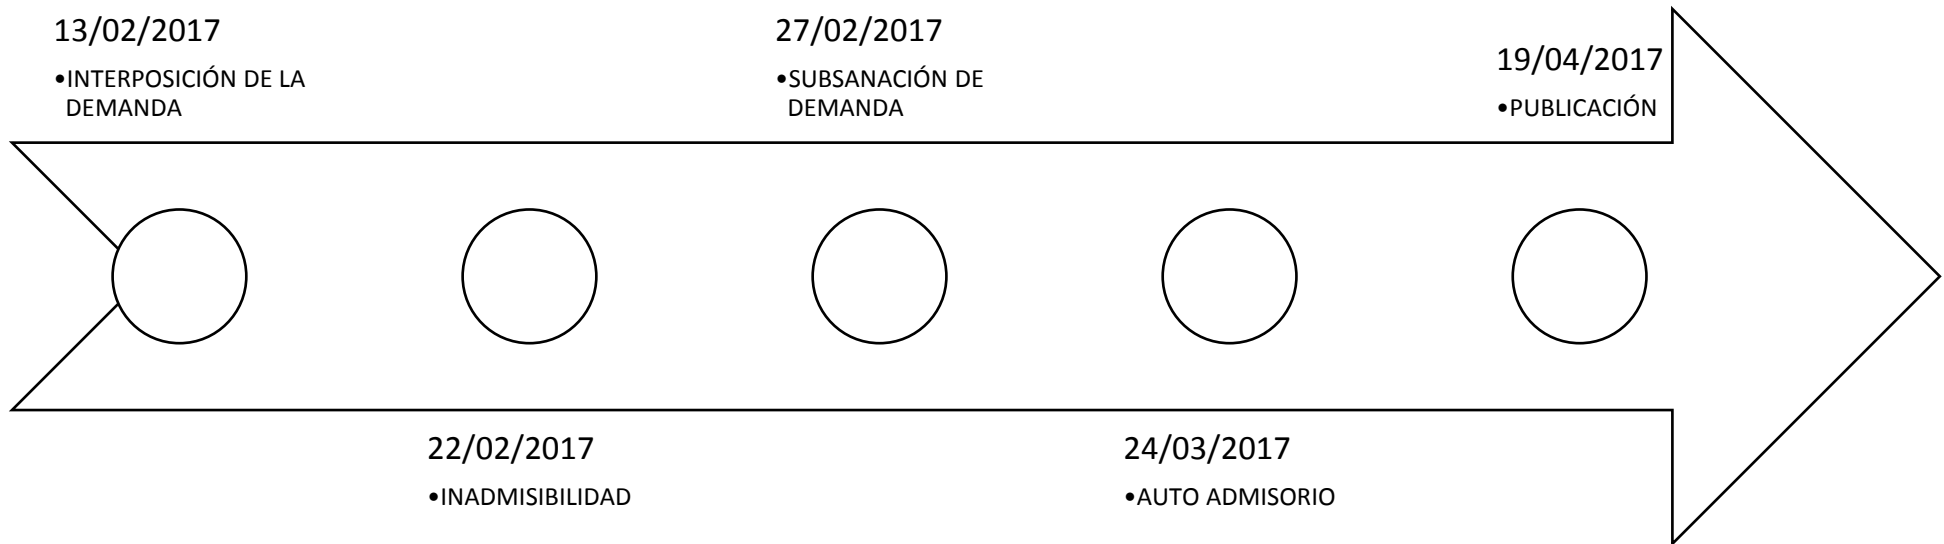 13/02/2017
•INTERPOSICIÓN DE LA
DEMANDA
22/02/2017
•INADMISIBILIDAD
27/02/2017
•SUBSANACIÓN DE
DEMANDA
24/03/2017
•AUTO ADMISORIO
19/04/2017
•PUBLICACIÓN